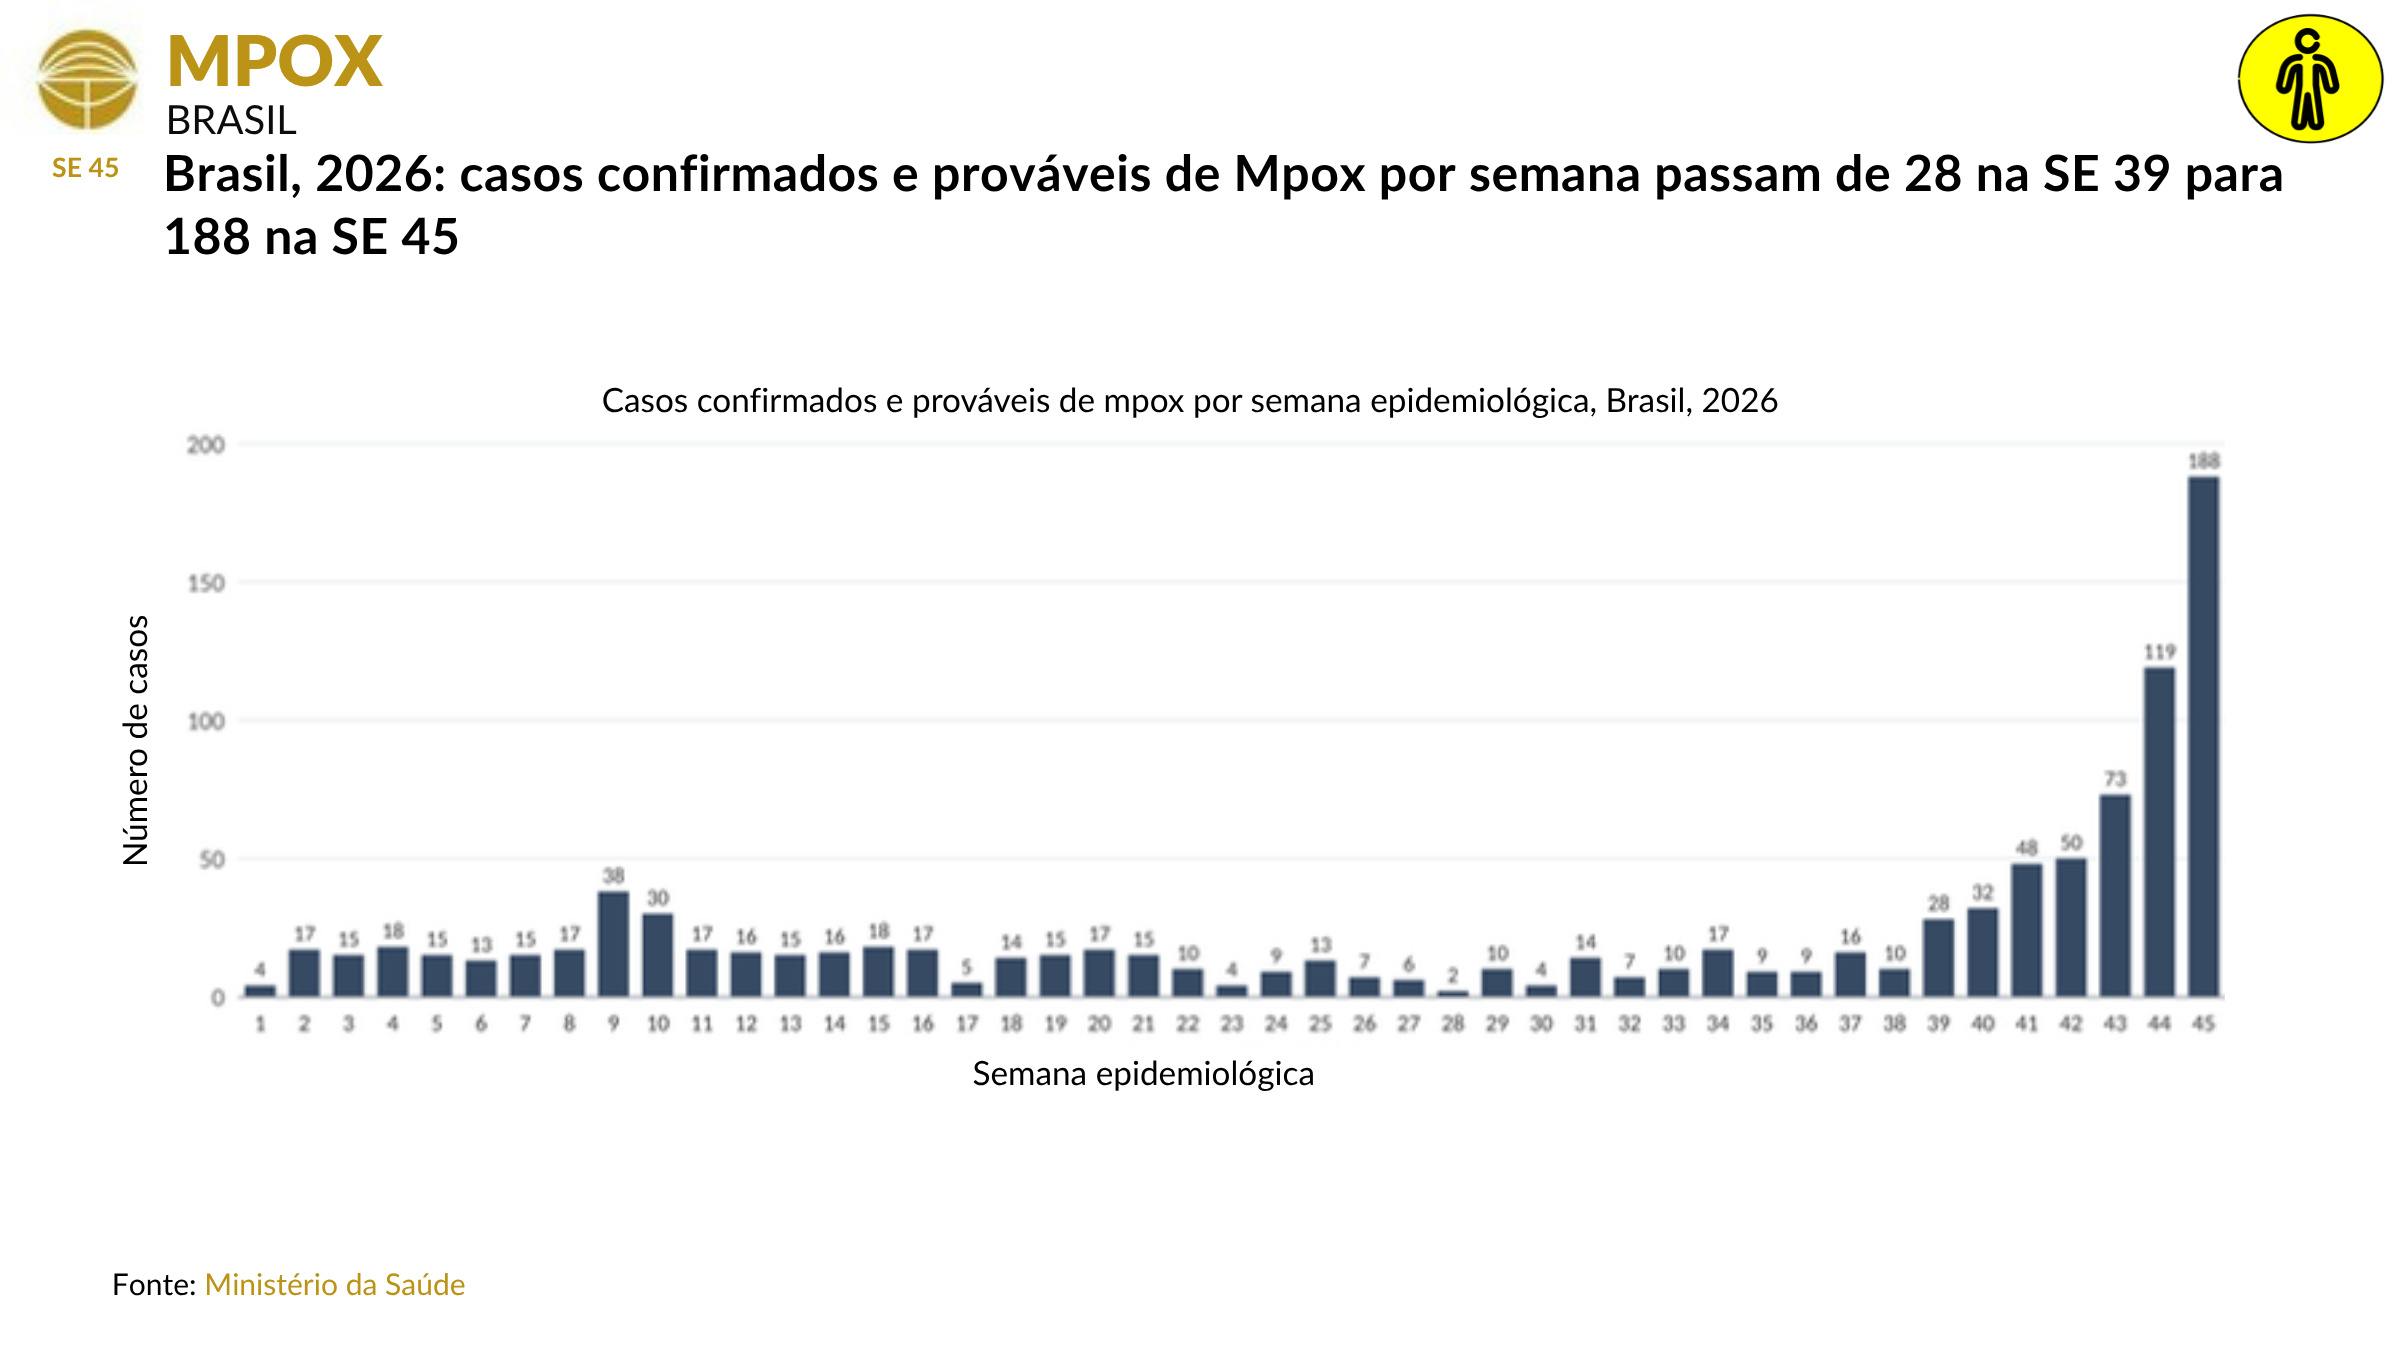 MPOX
BRASIL
SE 45
Brasil, 2026: casos confirmados e prováveis de Mpox por semana passam de 28 na SE 39 para
188 na SE 45
Casos confirmados e prováveis de mpox por semana epidemiológica, Brasil, 2026
Número de casos
200
150
100
50
0
4 17 15 18 15 13 15 17 38 30 17 16 15 16 18 17 5 14 15 17 15 10 4 9 13 7 6 2 10 4 14 7 10 17 9 9 16 10 28 32 48 50 73 119 188
1 2 3 4 5 6 7 8 9 10 11 12 13 14 15 16 17 18 19 20 21 22 23 24 25 26 27 28 29 30 31 32 33 34 35 36 37 38 39 40 41 42 43 44 45
Semana epidemiológica
Fonte: Ministério da Saúde